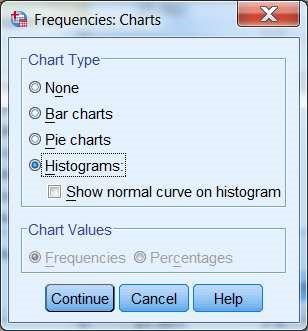 Frequencies: Charts
Chart Type
None
Bar charts
Pie charts
Histograms:
Show normal curve on histogram
Chart Values
Frequencies Percentages
Continue Cancel Help